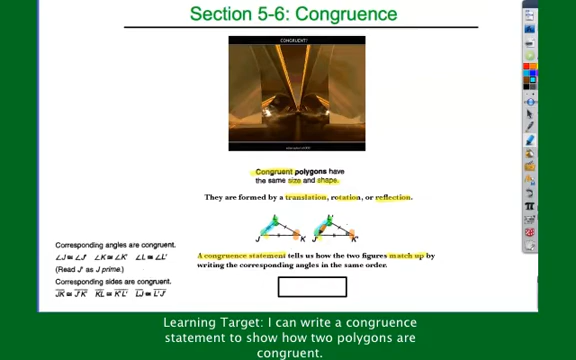 Section 5-6: Congruence
CONGRUENT?
Congruent polygons have
the same size and shape.
They are formed by a translation, rotation, or reflection.
J K J' K'
Corresponding angles are congruent.
∠J ≅ ∠J' ∠K ≅ ∠K' ∠L ≅ ∠L'
(Read J' as J prime.)
Corresponding sides are congruent.
JK ≅ J'K' KL ≅ K'L' LJ ≅ L'J'
A congruence statement tells us how the two figures match up by
writing the corresponding angles in the same order.
Learning Target: I can write a congruence
statement to show how two polygons are
congruent.